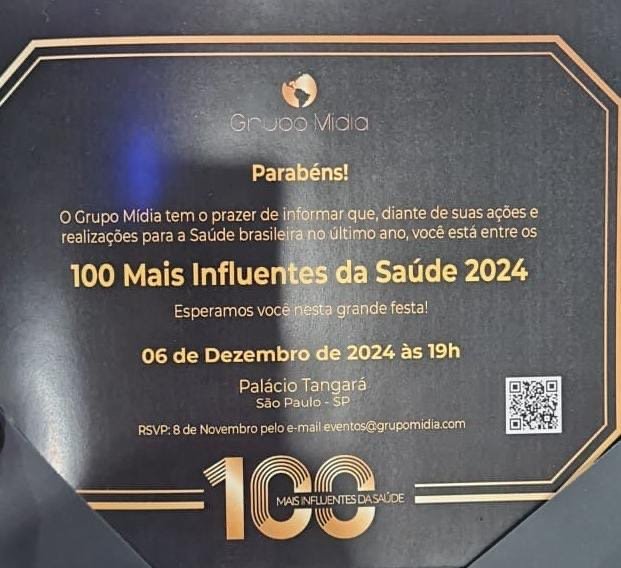 Grupo Mídia
Parabéns!
O Grupo Mídia tem o prazer de informar que, diante de suas ações e
realizações para a Saúde brasileira no último ano, você está entre os
100 Mais Influentes da Saúde 2024
Esperamos você nesta grande festa!
06 de Dezembro de 2024 às 19h
Palácio Tangará
São Paulo - SP
RSVP: 8 de Novembro pelo e-mail eventos@grupomidia.com
100
MAIS INFLUENTES DA SAÚDE